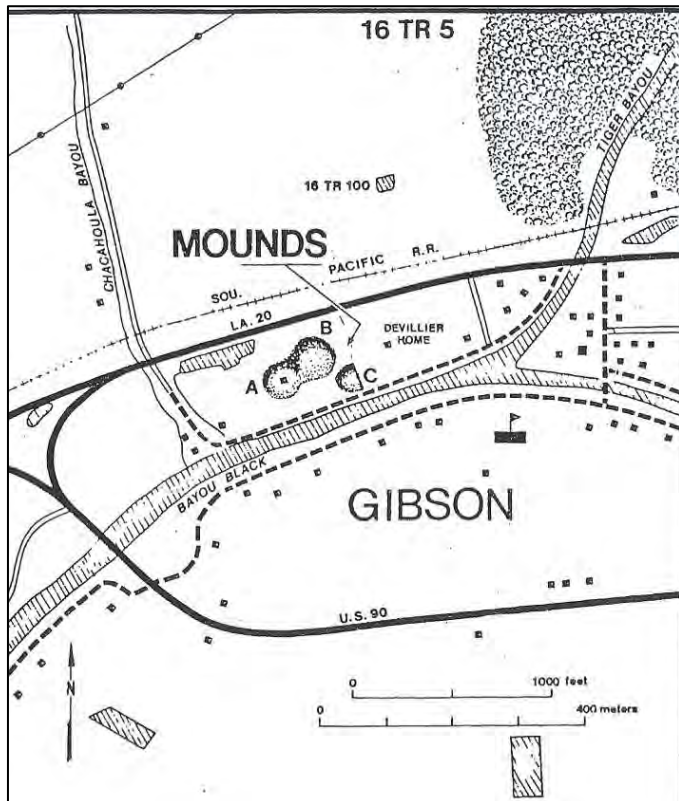 16 TR 5
TIGER BAYOU
CHACAHOULA BAYOU
16 TR 100
MOUNDS
SOU. PACIFIC R.R.
LA. 20
B
DEVILLIER
HOME
A
C
BAYOU BLACK
GIBSON
U.S. 90
N
0 1000 feet
0 400 meters